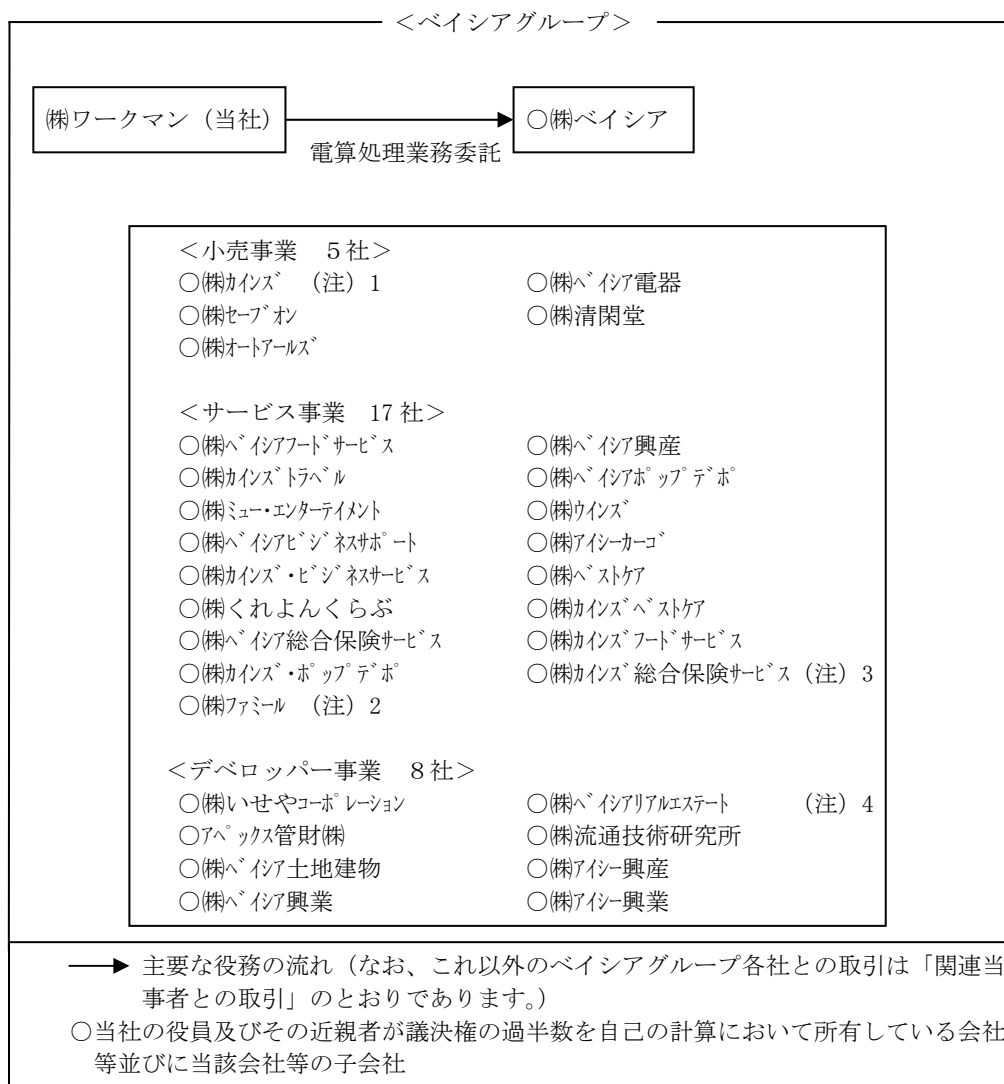 ＜ベイシアグループ＞
㈱ワークマン（当社） ○㈱ベイシア
電算処理業務委託
＜小売事業　５社＞
○㈱ｶｲﾝｽﾞ　（注）1 ○㈱ﾍﾞｲｼｱ電器
○㈱ｾｰﾌﾞｵﾝ ○㈱清閑堂
○㈱ｵｰﾄｱｰﾙｽﾞ
＜サービス事業　17社＞
○㈱ﾍﾞｲｼｱﾌｰﾄﾞｻｰﾋﾞｽ ○㈱ﾍﾞｲｼｱ興産
○㈱ｶｲﾝｽﾞﾄﾗﾍﾞﾙ ○㈱ﾍﾞｲｼｱﾎﾟｯﾌﾟﾃﾞﾎﾟ
○㈱ﾐｭｰ・ｴﾝﾀｰﾃｲﾒﾝﾄ ○㈱ｳｲﾝｽﾞ
○㈱ﾍﾞｲｼｱﾋﾞｼﾞﾈｽｻﾎﾟｰﾄ ○㈱ｱｲｼｰｶｰｺﾞ
○㈱ｶｲﾝｽﾞ・ﾋﾞｼﾞﾈｽｻｰﾋﾞｽ ○㈱ﾍﾞｽﾄｹｱ
○㈱くれよんくらぶ ○㈱ｶｲﾝｽﾞﾍﾞｽﾄｹｱ
○㈱ﾍﾞｲｼｱ総合保険ｻｰﾋﾞｽ ○㈱ｶｲﾝｽﾞﾌｰﾄﾞｻｰﾋﾞｽ
○㈱ｶｲﾝｽﾞ・ﾎﾟｯﾌﾟﾃﾞﾎﾟ ○㈱ｶｲﾝｽﾞ総合保険ｻｰﾋﾞｽ（注）3
○㈱ﾌｧﾐｰﾙ　（注）2
＜デベロッパー事業　８社＞
○㈱いせやｺｰﾎﾟﾚｰｼｮﾝ ○㈱ﾍﾞｲｼｱﾘｱﾙｴｽﾃｰﾄ　（注）4
○ｱﾍﾟｯｸｽ管財㈱ ○㈱流通技術研究所
○㈱ﾍﾞｲｼｱ土地建物 ○㈱ｱｲｼｰ興産
○㈱ﾍﾞｲｼｱ興業 ○㈱ｱｲｼｰ興業
主要な役務の流れ（なお、これ以外のベイシアグループ各社との取引は「関連当
事者との取引」のとおりであります。）
○当社の役員及びその近親者が議決権の過半数を自己の計算において所有している会社
等並びに当該会社等の子会社